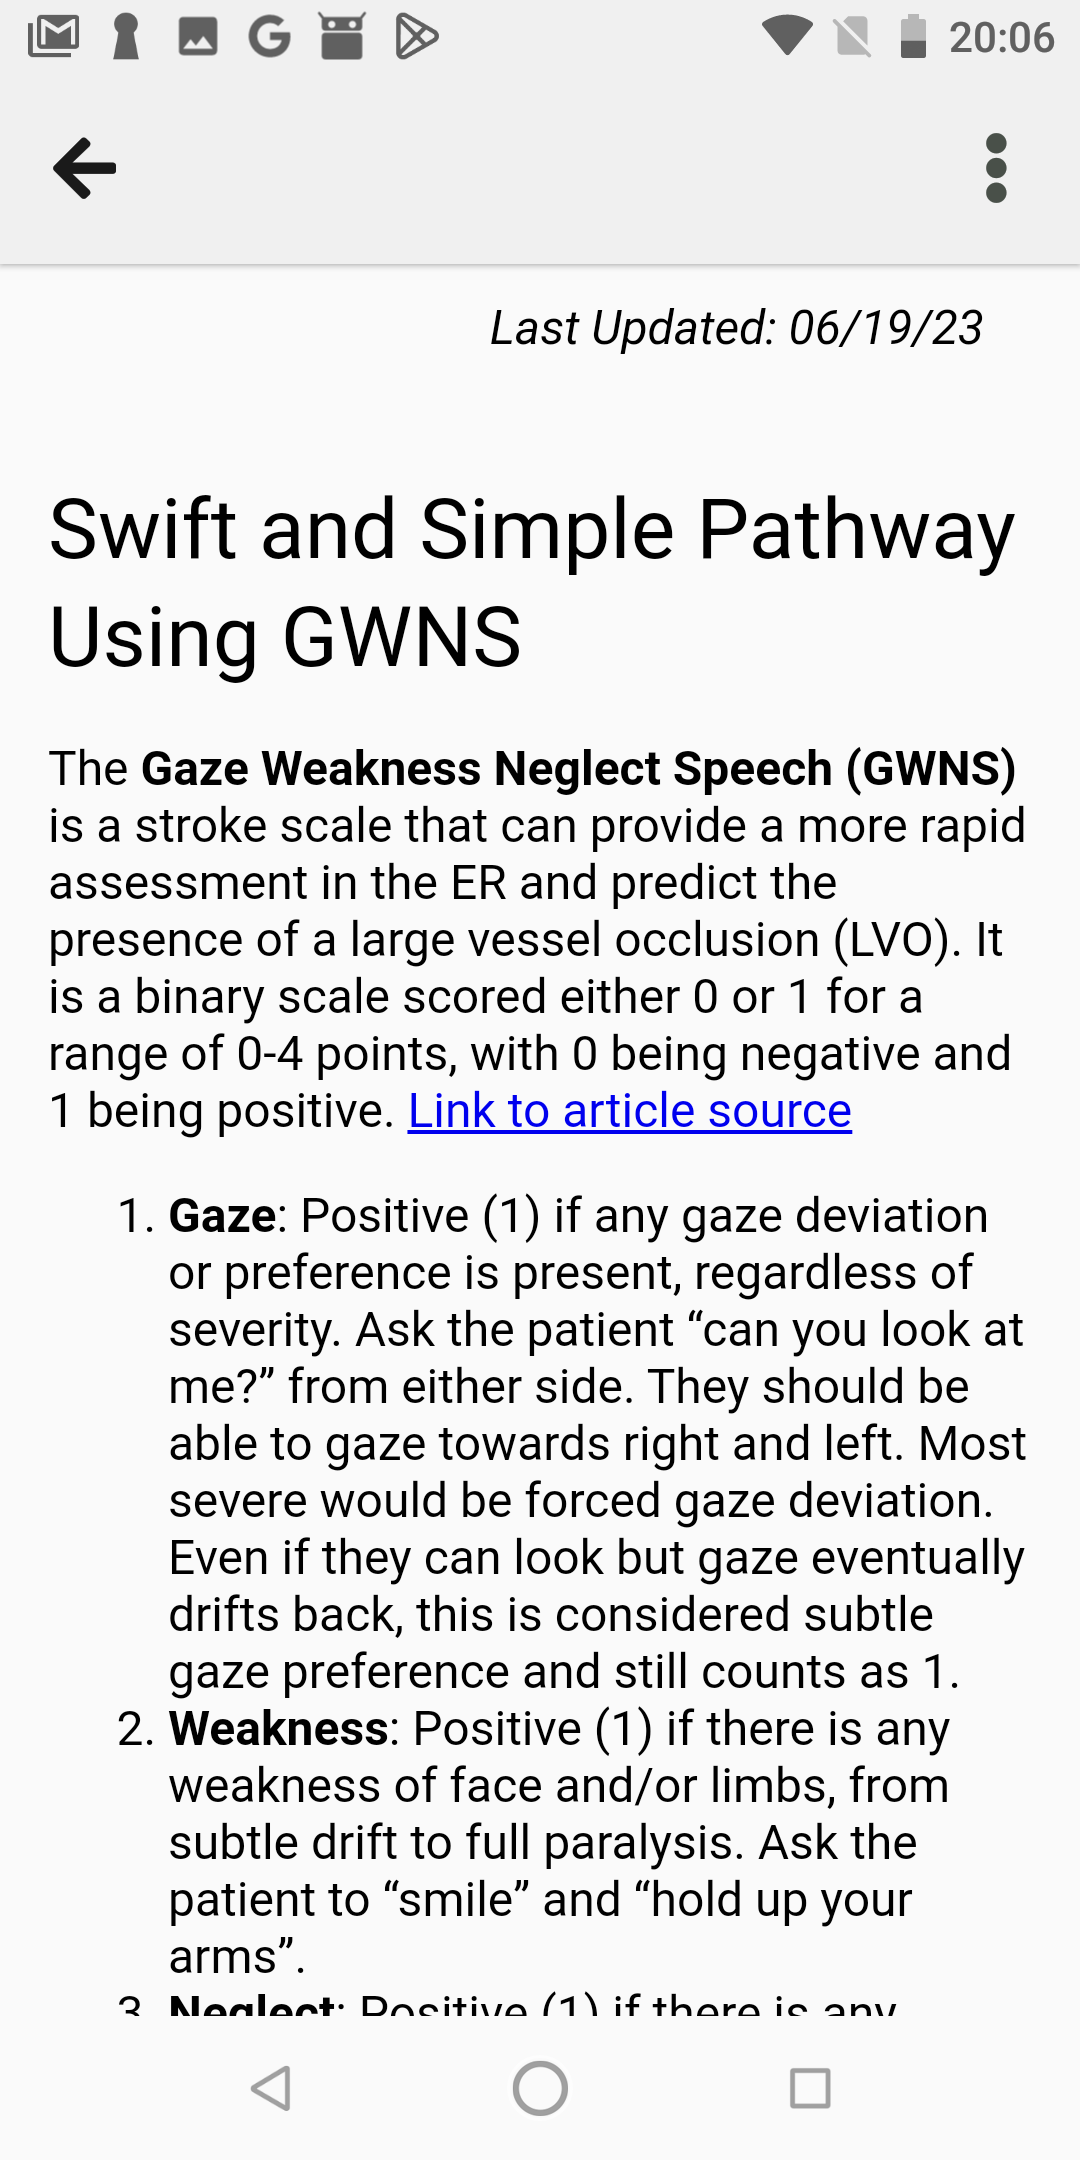 20:06
Last Updated: 06/19/23
Swift and Simple Pathway
Using GWNS
The Gaze Weakness Neglect Speech (GWNS)
is a stroke scale that can provide a more rapid
assessment in the ER and predict the
presence of a large vessel occlusion (LVO). It
is a binary scale scored either 0 or 1 for a
range of 0-4 points, with 0 being negative and
1 being positive. Link to article source
1. Gaze: Positive (1) if any gaze deviation
or preference is present, regardless of
severity. Ask the patient “can you look at
me?” from either side. They should be
able to gaze towards right and left. Most
severe would be forced gaze deviation.
Even if they can look but gaze eventually
drifts back, this is considered subtle
gaze preference and still counts as 1.
2. Weakness: Positive (1) if there is any
weakness of face and/or limbs, from
subtle drift to full paralysis. Ask the
patient to “smile” and “hold up your
arms”.
3. Neglect: Positive (1) if there is any